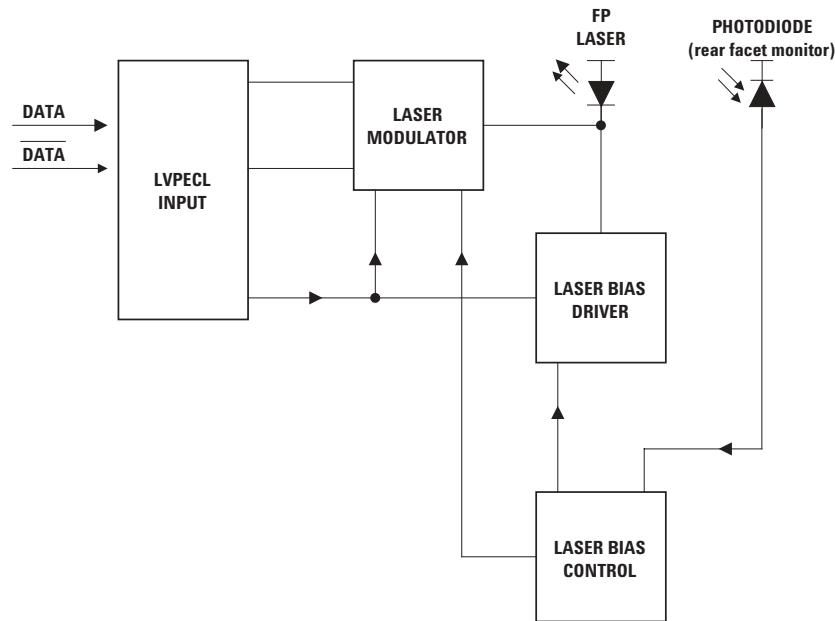 FP
LASER
PHOTODIODE
(rear facet monitor)
DATA
DATA
LVPECL
INPUT
LASER
MODULATOR
LASER BIAS
DRIVER
LASER BIAS
CONTROL